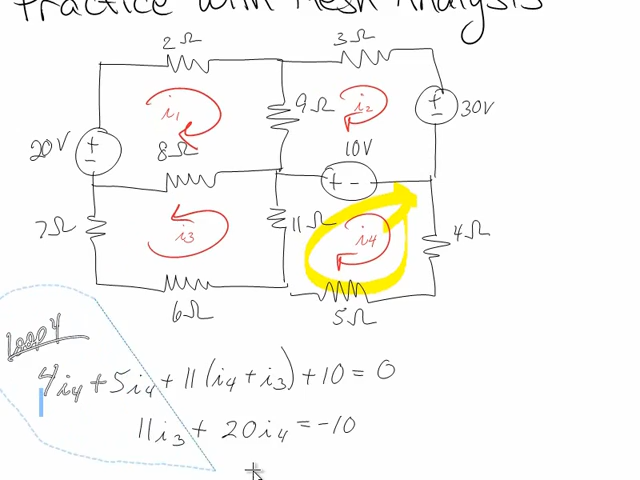 Practice with Mesh Analysis
2Ω
3Ω
9Ω
i₁
i₂
30V
20V
8Ω
10V
7Ω
11Ω
i₃
i₄
4Ω
6Ω
5Ω
Loop 4
4i₄ + 5i₄ + 11(i₄ + i₃) + 10 = 0
11i₃ + 20i₄ = -10